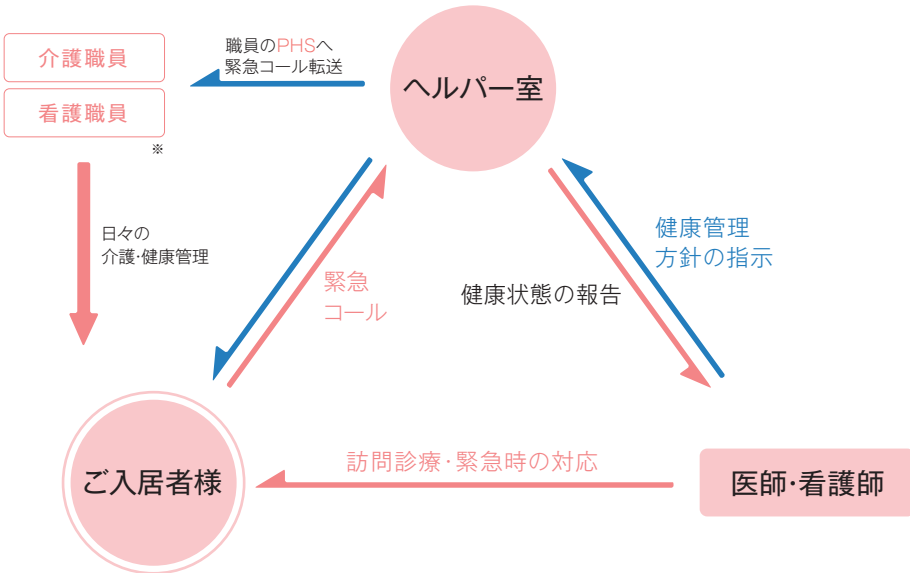 介護職員
看護職員
※
職員のPHSへ
緊急コール転送
ヘルパー室
日々の
介護・健康管理
緊急
コール
健康状態の報告
健康管理
方針の指示
ご入居者様
訪問診療・緊急時の対応
医師・看護師